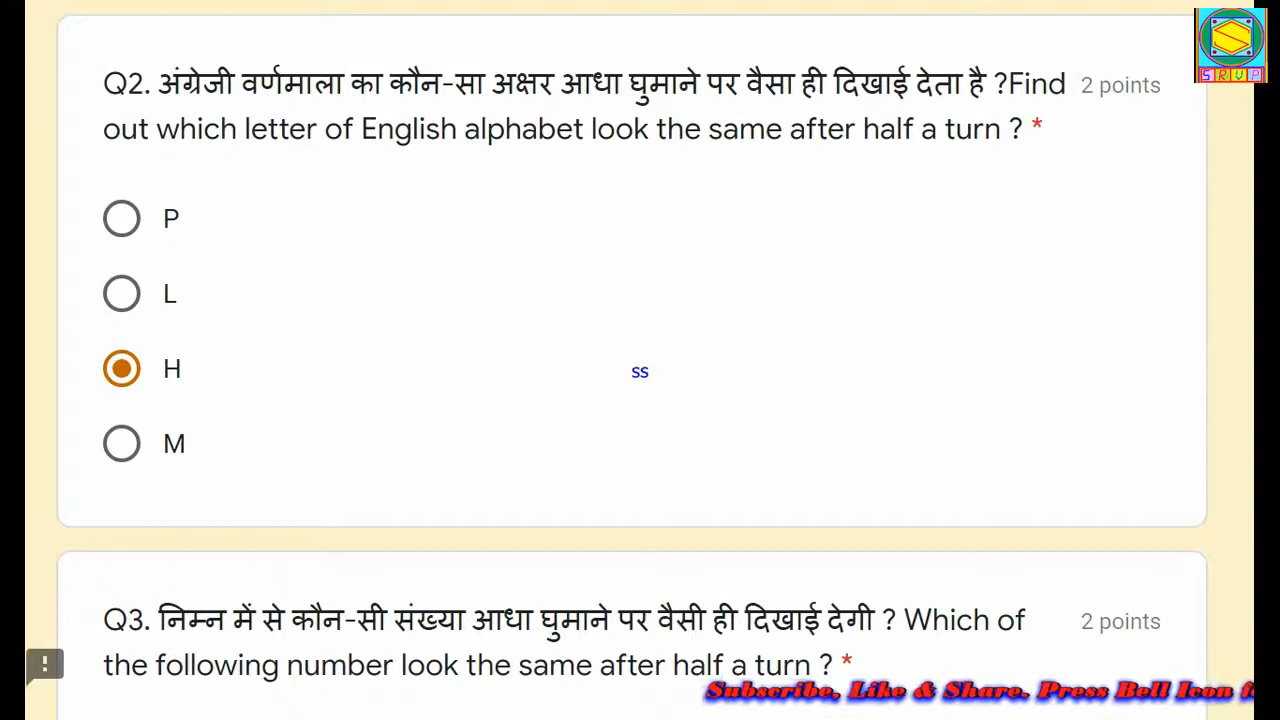 S R V P
Q2. अंग्रेजी वर्णमाला का कौन-सा अक्षर आधा घुमाने पर वैसा ही दिखाई देता है ?Find 2 points
out which letter of English alphabet look the same after half a turn ? *
P
L
H
ss
M
Q3. निम्न में से कौन-सी संख्या आधा घुमाने पर वैसी ही दिखाई देगी ? Which of 2 points
the following number look the same after half a turn ? *
Subscribe, Like & Share. Press Bell Icon